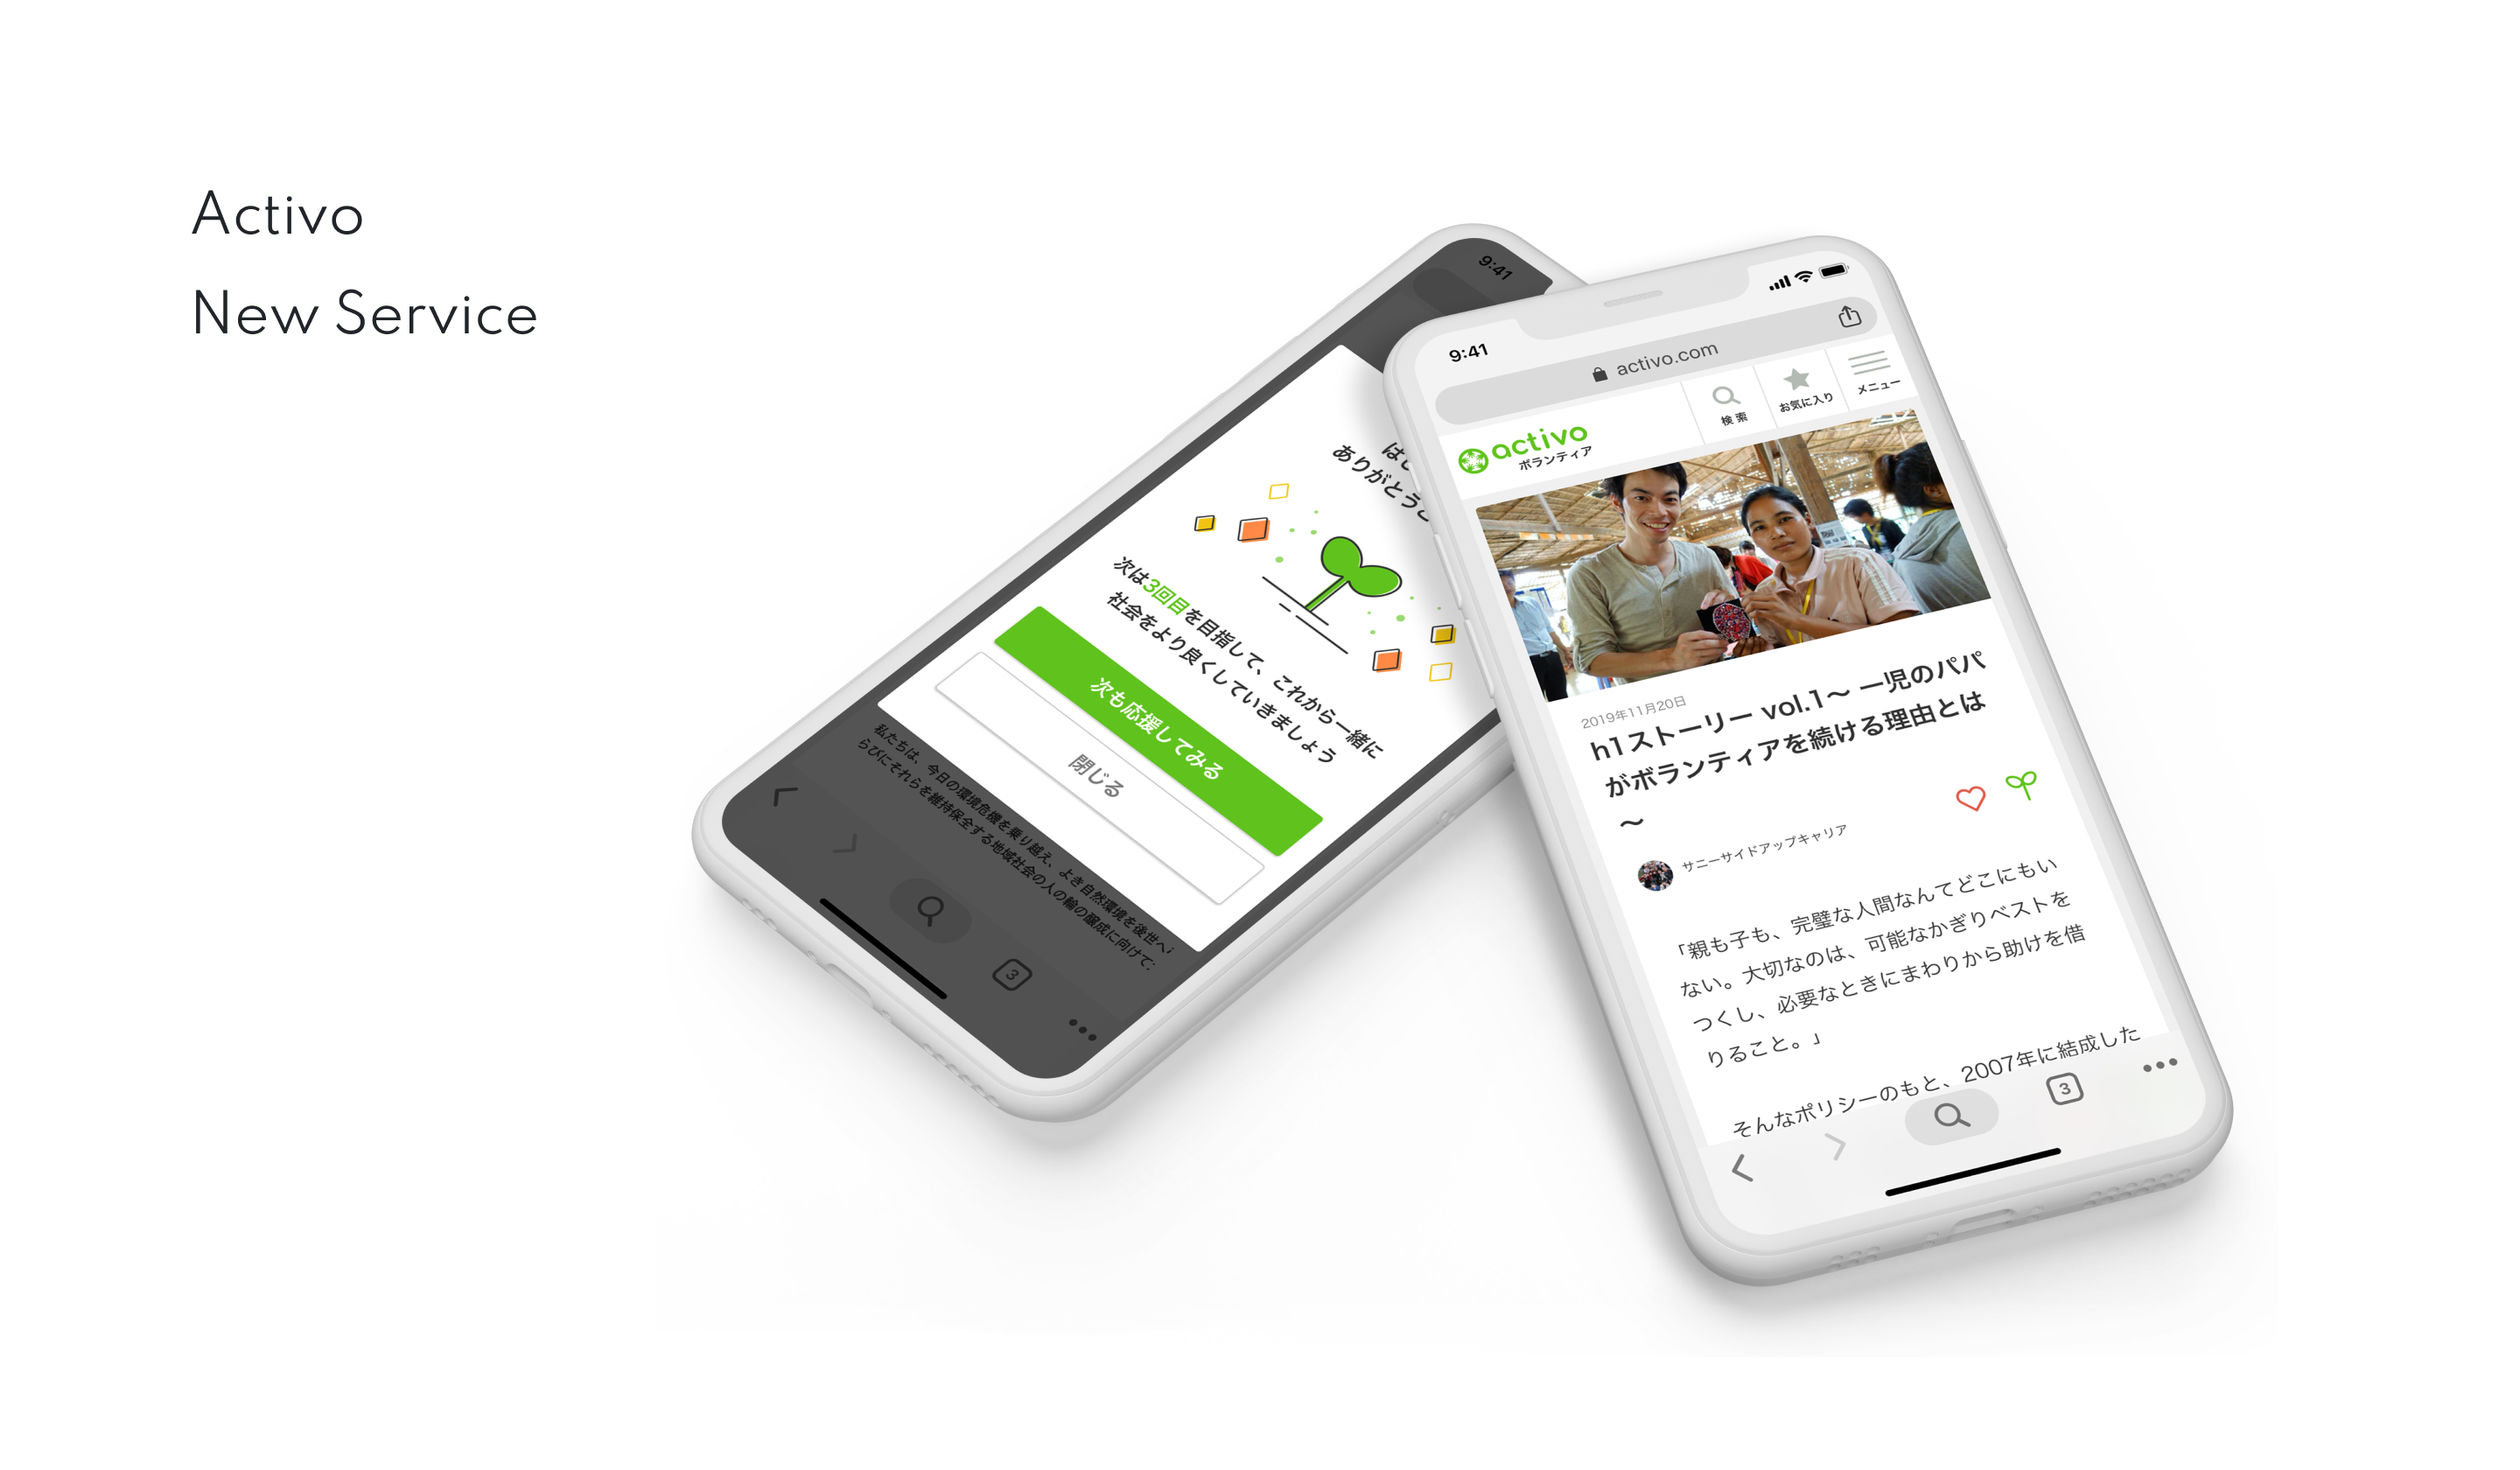 Activo
New Service
9:41
ありがとう
次は3回目を目指して、これから一緒に
社会をより良くしていきましょう
次も応援してみる
閉じる
私たちは、今日の環境危機を乗り越え、よき自然環境を後世へ
らびにそれらを維持保全する地域社会の人の輪の醸成に向けて
3
9:41
activo.com
activo
ボランティア
検索
お気に入り
メニュー
2019年11月20日
h1ストーリー vol.1〜 一児のパパ
がボランティアを続ける理由とは
〜
サニーサイドアップキャリア
「親も子も、完璧な人間なんてどこにもい
ない。大切なのは、可能なかぎりベストを
つくし、必要なときにまわりから助けを借
りること。」
そんなポリシーのもと、2007年に結成した
3